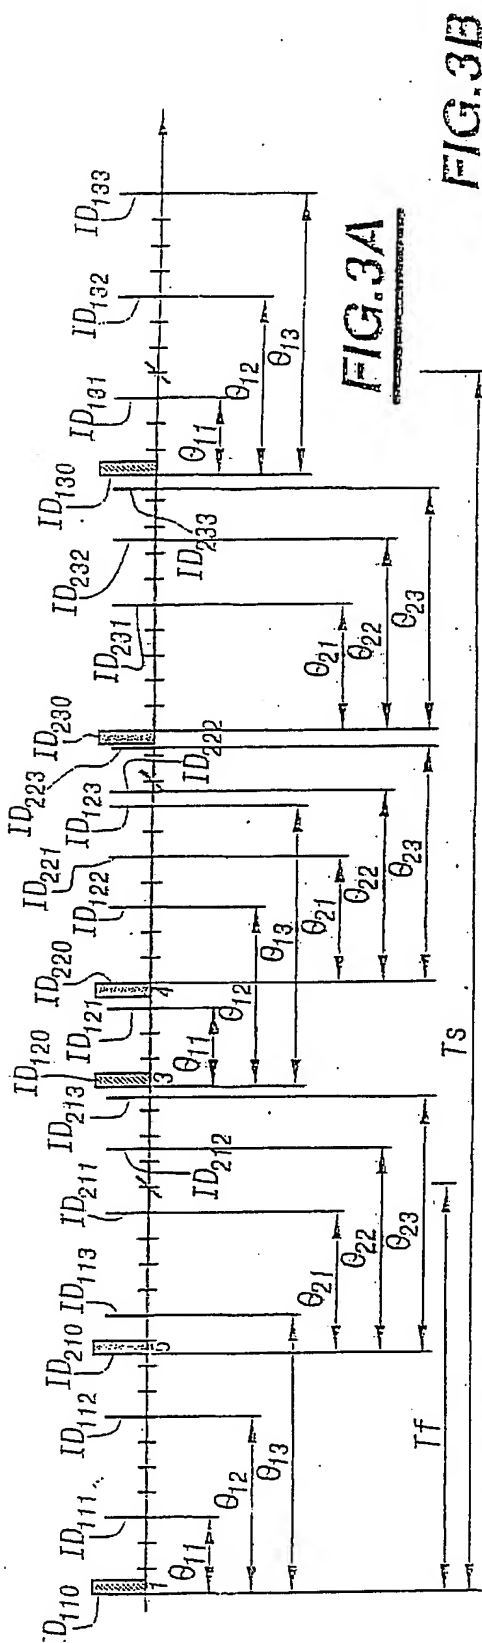 ID110
ID111
ID112
ID210
ID113
ID211
ID212
ID213
ID120
ID121
ID220
ID122
ID221
ID123
ID222
ID223
ID230
ID231
ID232
ID233
ID130
ID131
ID132
ID133
1
3
4
Θ11
Θ12
Θ13
Θ21
Θ22
Θ23
Θ11
Θ12
Θ13
Θ21
Θ22
Θ23
Θ21
Θ22
Θ23
Θ11
Θ12
Θ13
Tf
Ts
FIG.3A
FIG.3B